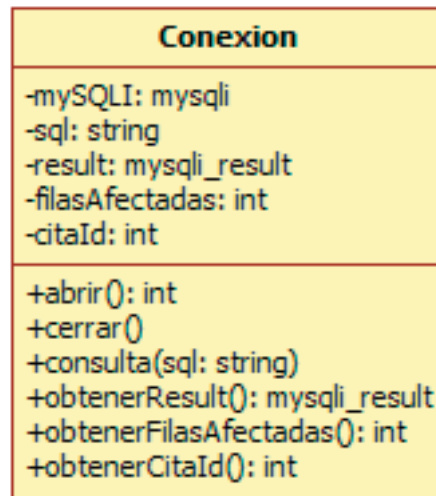 Conexion
-mySQLI: mysqli
-sql: string
-result: mysqli_result
-filasAfectadas: int
-citaId: int
+abrir(): int
+cerrar()
+consulta(sql: string)
+obtenerResult(): mysqli_result
+obtenerFilasAfectadas(): int
+obtenerCitaId(): int